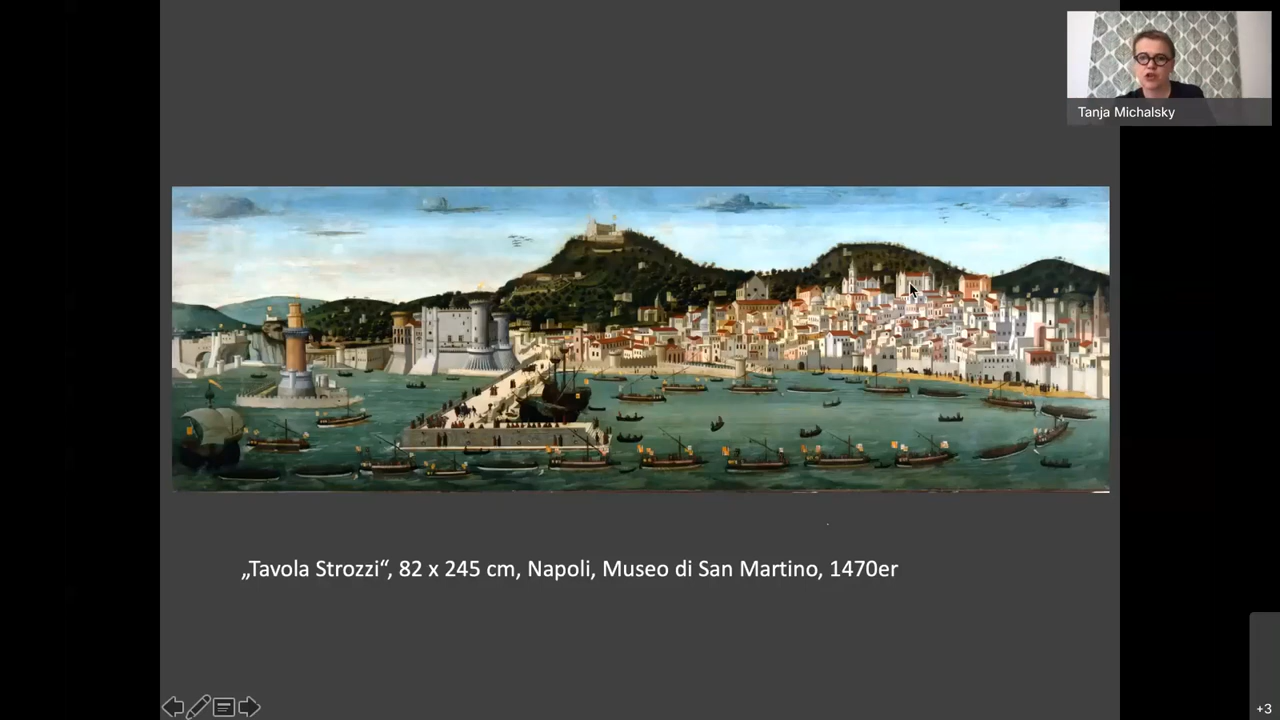 Tanja Michalsky
„Tavola Strozzi“, 82 x 245 cm, Napoli, Museo di San Martino, 1470er
+3